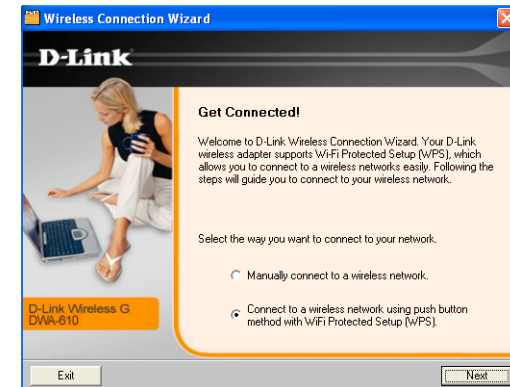 Wireless Connection Wizard
D-Link
Get Connected!
Welcome to D-Link Wireless Connection Wizard. Your D-Link
wireless adapter supports Wi-Fi Protected Setup (WPS), which
allows you to connect to a wireless networks easily. Following the
steps will guide you to connect to your wireless network.
Select the way you want to connect to your network.
Manually connect to a wireless network.
Connect to a wireless network using push button
method with WiFi Protected Setup (WPS).
D-Link Wireless G
DWA-610
Exit
Next